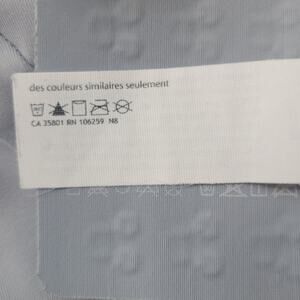 des couleurs similaires seulement
CA 35801 RN 106259 N8